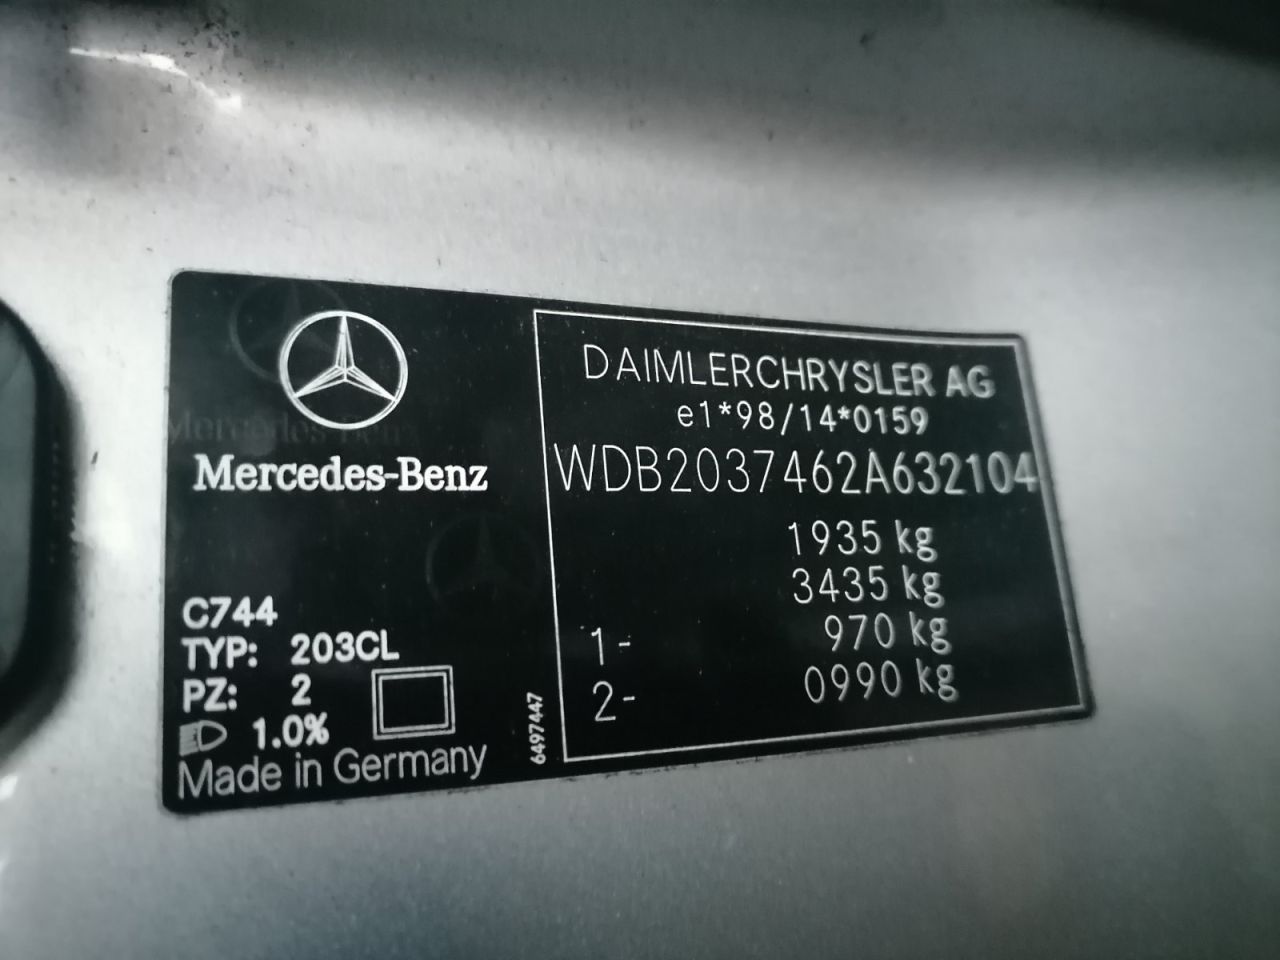 Mercedes-Benz
C744
TYP: 203CL
PZ: 2
1.0%
Made in Germany
6497447
DAIMLERCHRYSLER AG
e1*98/14*0159
WDB2037462A632104
1935 kg
3435 kg
1- 970 kg
2- 0990 kg